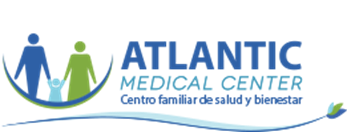 ATLANTIC
MEDICAL CENTER
Centro familiar de salud y bienestar